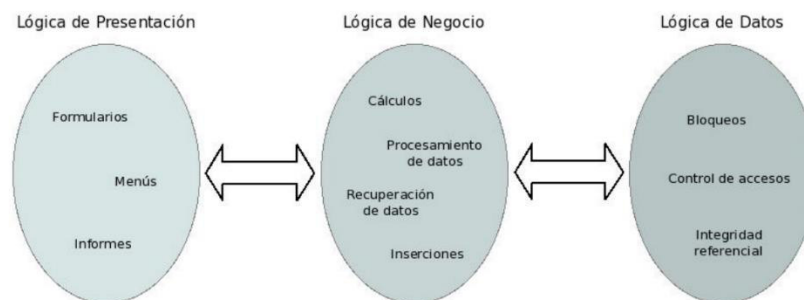 Lógica de Presentación
Formularios
Menús
Informes
Lógica de Negocio
Cálculos
Procesamiento
de datos
Recuperación
de datos
Inserciones
Lógica de Datos
Bloqueos
Control de accesos
Integridad
referencial